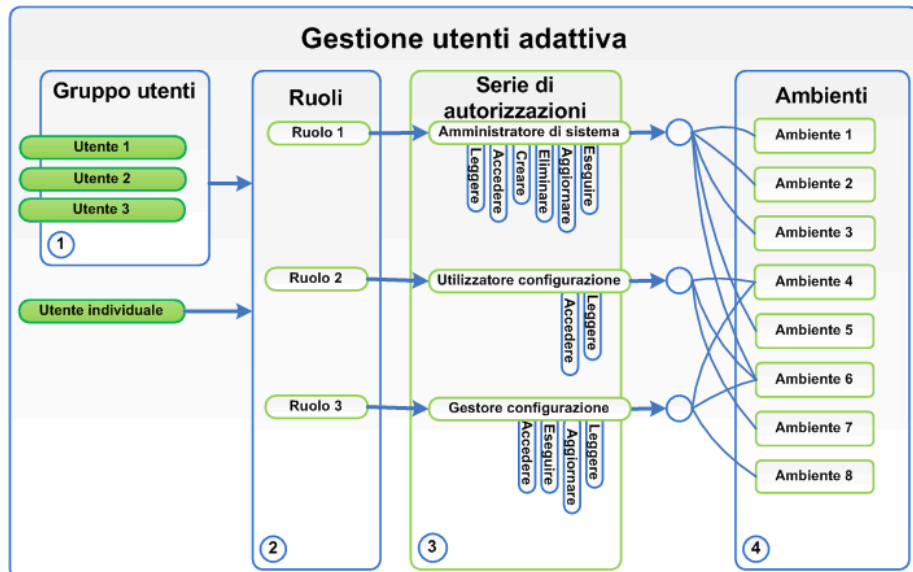 Gestione utenti adattiva
Gruppo utenti
Utente 1
Utente 2
Utente 3
1
Utente individuale
Ruoli
Ruolo 1
Ruolo 2
Ruolo 3
2
Serie di
autorizzazioni
Amministratore di sistema
Leggere
Accedere
Creare
Eliminare
Aggiornare
Eseguire
Utilizzatore configurazione
Accedere
Leggere
Gestore configurazione
Accedere
Eseguire
Aggiornare
Leggere
3
Ambienti
Ambiente 1
Ambiente 2
Ambiente 3
Ambiente 4
Ambiente 5
Ambiente 6
Ambiente 7
Ambiente 8
4